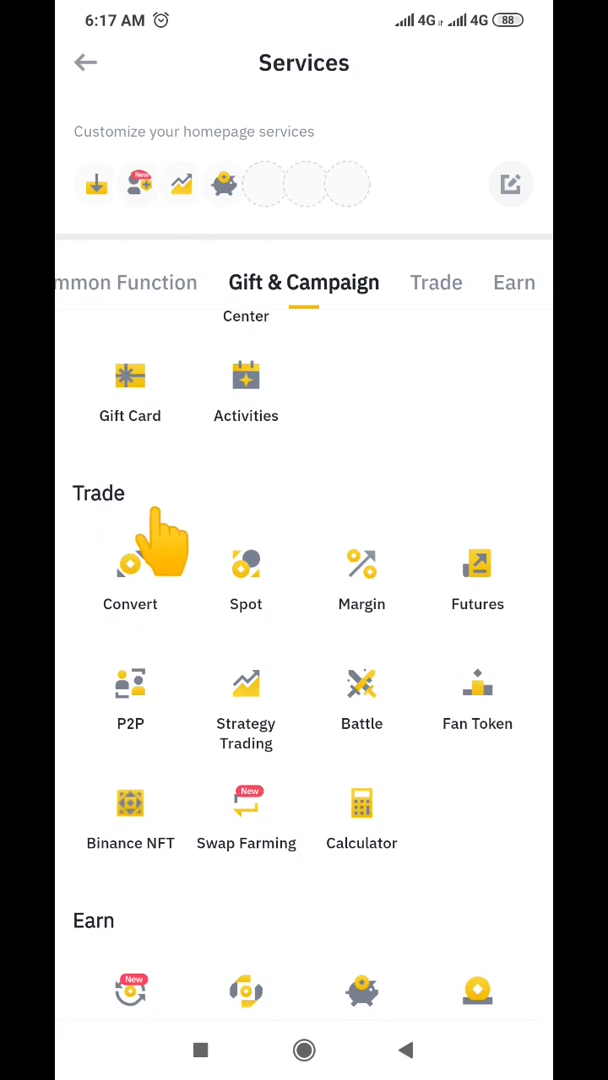 6:17 AM 4G 4G 88
Services
Customize your homepage services
New
mmon Function Gift & Campaign Trade Earn
Center
Gift Card Activities
Trade
Convert Spot Margin Futures
P2P Strategy Trading Battle Fan Token
New
Binance NFT Swap Farming Calculator
Earn
New